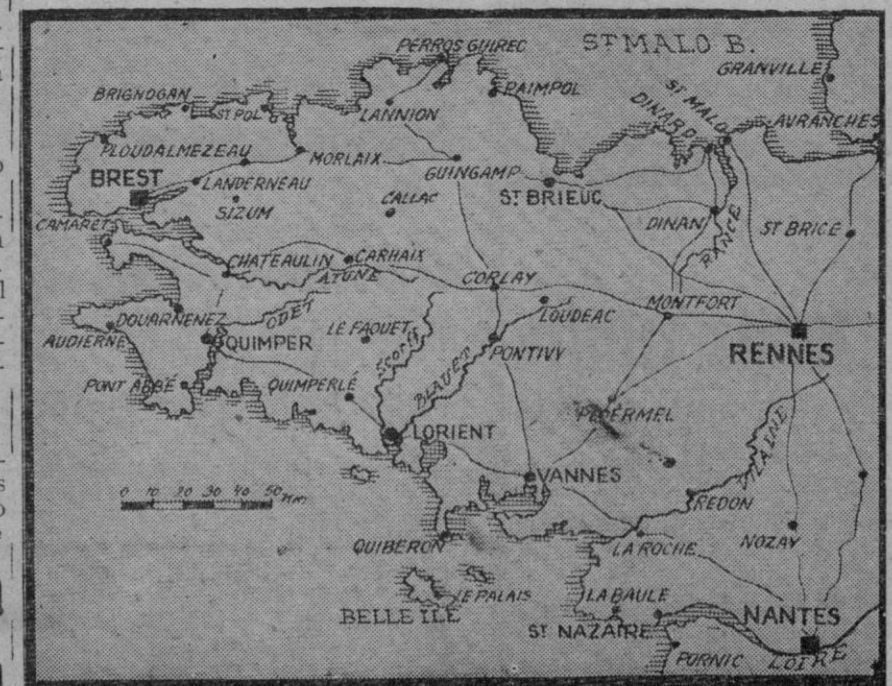 PERROS GUIREC
ST MALO B.
GRANVILLE
BRIGNOGAN
ST POL
LANNION
PAIMPOL
ST MALO
DINARD
AVRANCHES
PLOUDALMEZEAU
MORLAIX
GUINGAMP
BREST
LANDERNEAU
SIZUM
CALLAC
ST BRIEUC
DINAN
RANCE
ST BRICE
CAMARET
CHATEAULIN
CARHAIX
ATUNE
CORLAY
ODET
LOUDEAC
MONTFORT
DOUARNENEZ
AUDIERNE
QUIMPER
LE FAOUET
Scorff
BLAUET
PONTIVY
RENNES
PONT ABBÉ
QUIMPERLÉ
PLOERMEL
LORIENT
VANNES
0 10 20 30 40 50 Km
REDON
QUIBERON
LA ROCHE
NOZAY
LE PALAIS
BELLE ILE
LA BAULE
ST NAZAIRE
NANTES
PORNIC
LOIRE